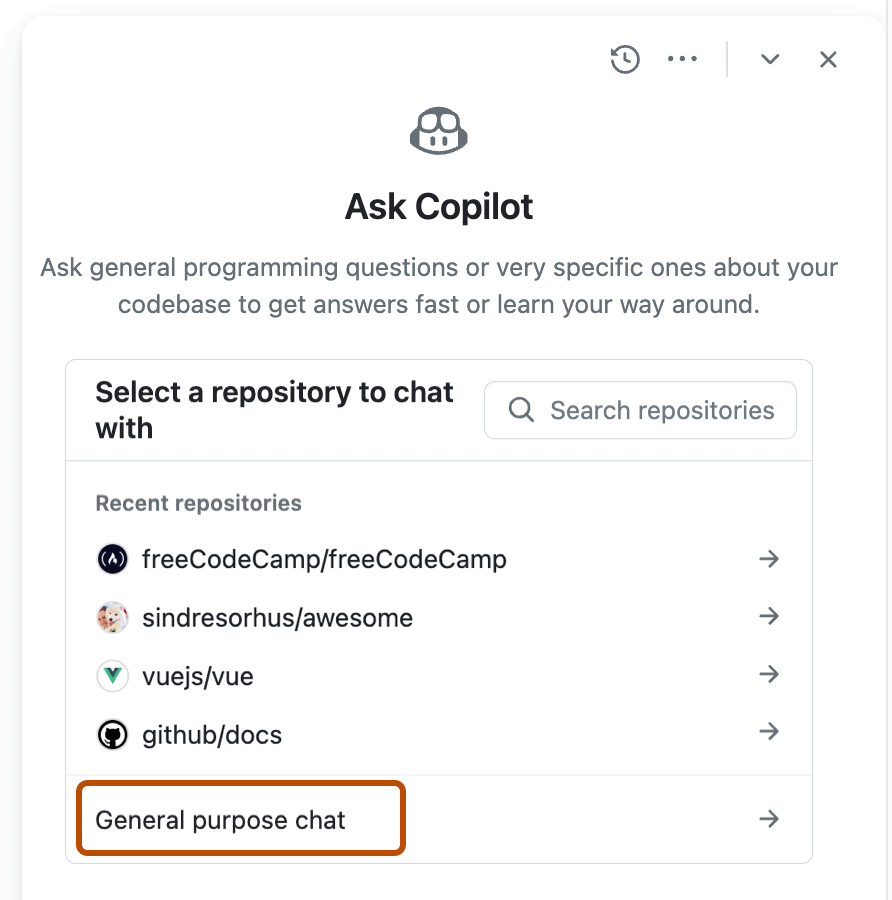 Ask Copilot
Ask general programming questions or very specific ones about your
codebase to get answers fast or learn your way around.
Select a repository to chat
with
Search repositories
Recent repositories
freeCodeCamp/freeCodeCamp
sindresorhus/awesome
vuejs/vue
github/docs
General purpose chat